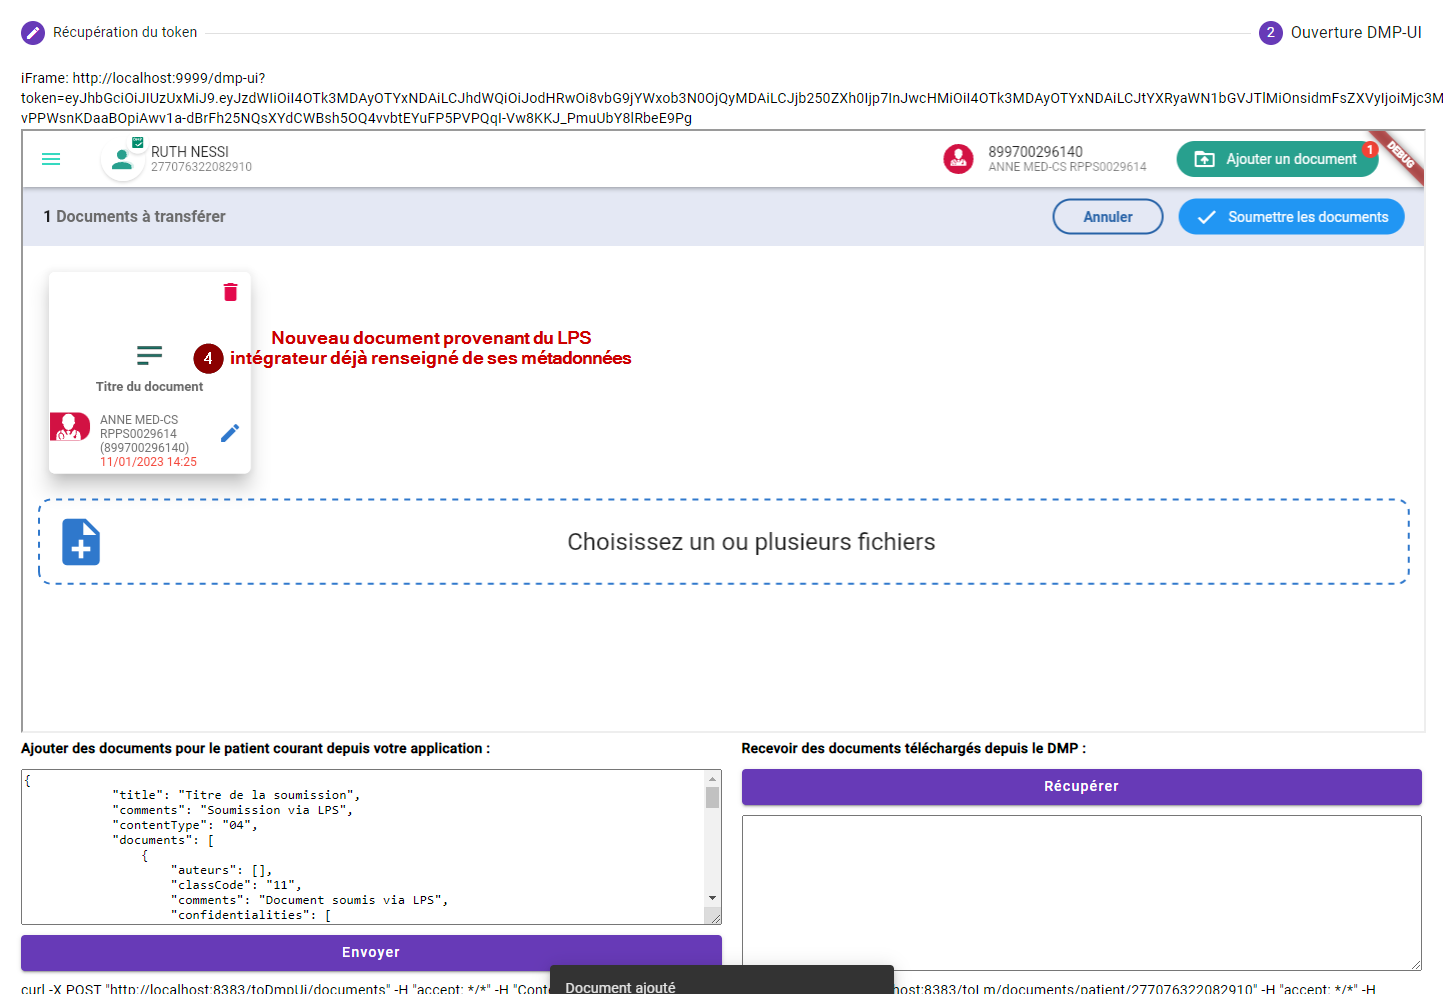 Récupération du token
2 Ouverture DMP-UI
iFrame: http://localhost:9999/dmp-ui?
token=eyJhbGciOiJIUzUxMiJ9.eyJzdWIiOiI4OTk3MDAyOTYxNDAiLCJhdWQiOiJodHRwOi8vbG9jYWxob3N0OjQyMDAiLCJjb250ZXh0Ijp7InJwcHMiOiI4OTk3MDAyOTYxNDAiLCJtYXRyaWN1bGVJTlMiOnsidmFsZXVyIjoiMjc3M
vPPWsnKDaaBOpiAwv1a-dBrFh25NQsXYdCWBsh5OQ4vvbtEYuFP5PVPQqI-Vw8KKJ_PmuUbY8lRbeE9Pg
RUTH NESSI
277076322082910
899700296140
ANNE MED-CS RPPS0029614
Ajouter un document
1
DEBUG
1 Documents à transférer
Annuler
Soumettre les documents
Nouveau document provenant du LPS
4 intégrateur déjà renseigné de ses métadonnées
Titre du document
ANNE MED-CS
RPPS0029614
(899700296140)
11/01/2023 14:25
Choisissez un ou plusieurs fichiers
Ajouter des documents pour le patient courant depuis votre application :
{
"title": "Titre de la soumission",
"comments": "Soumission via LPS",
"contentType": "04",
"documents": [
{
"auteurs": [],
"classCode": "11",
"comments": "Document soumis via LPS",
"confidentialities": [
Envoyer
Recevoir des documents téléchargés depuis le DMP :
Récupérer
Document ajouté
curl -X POST "http://localhost:8383/toDmpUi/documents" -H "accept: */*" -H "Conte
host:8383/toLm/documents/patient/277076322082910" -H "accept: */*" -H